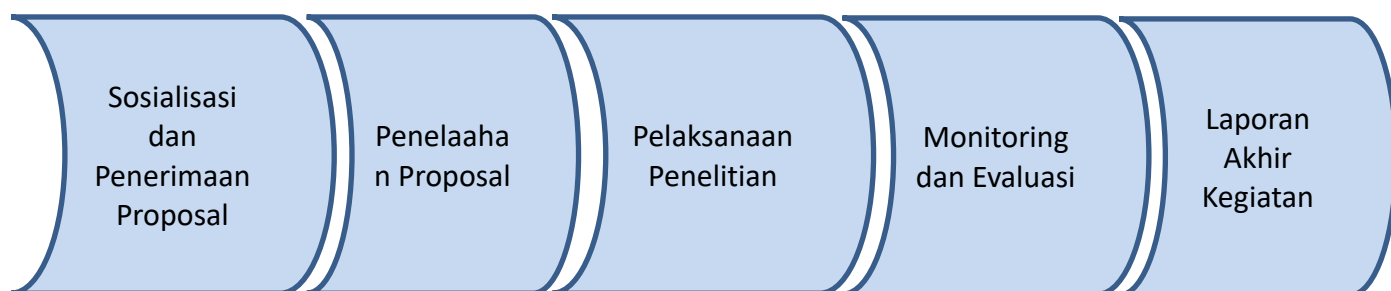 Sosialisasi
dan
Penerimaan
Proposal
Penelaaha
n Proposal
Pelaksanaan
Penelitian
Monitoring
dan Evaluasi
Laporan
Akhir
Kegiatan